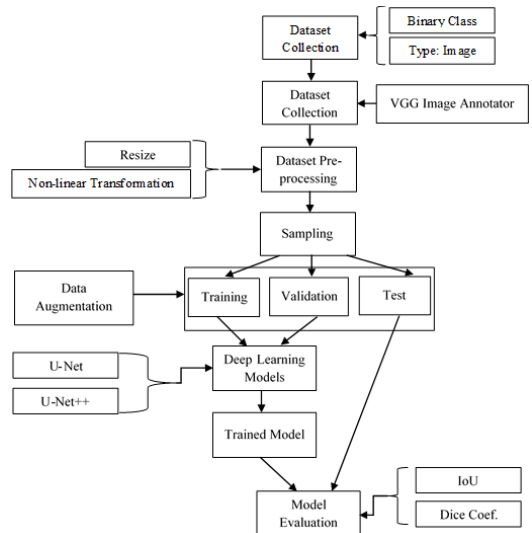 Dataset
Collection
Binary Class
Type: Image
Dataset
Collection
VGG Image Annotator
Resize
Non-linear Transformation
Dataset Pre-
processing
Sampling
Data
Augmentation
Training
Validation
Test
U-Net
U-Net++
Deep Learning
Models
Trained Model
Model
Evaluation
IoU
Dice Coef.